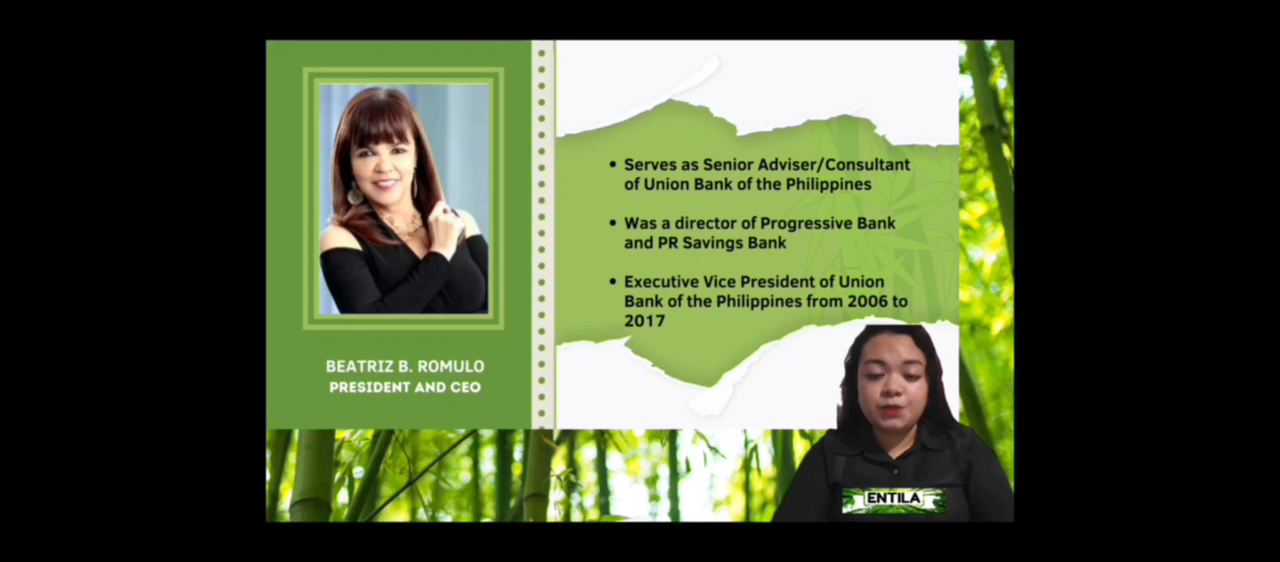 Serves as Senior Adviser/Consultant
of Union Bank of the Philippines
Was a director of Progressive Bank
and PR Savings Bank
Executive Vice President of Union
Bank of the Philippines from 2006 to
2017
BEATRIZ B. ROMULO
PRESIDENT AND CEO
ENTILA